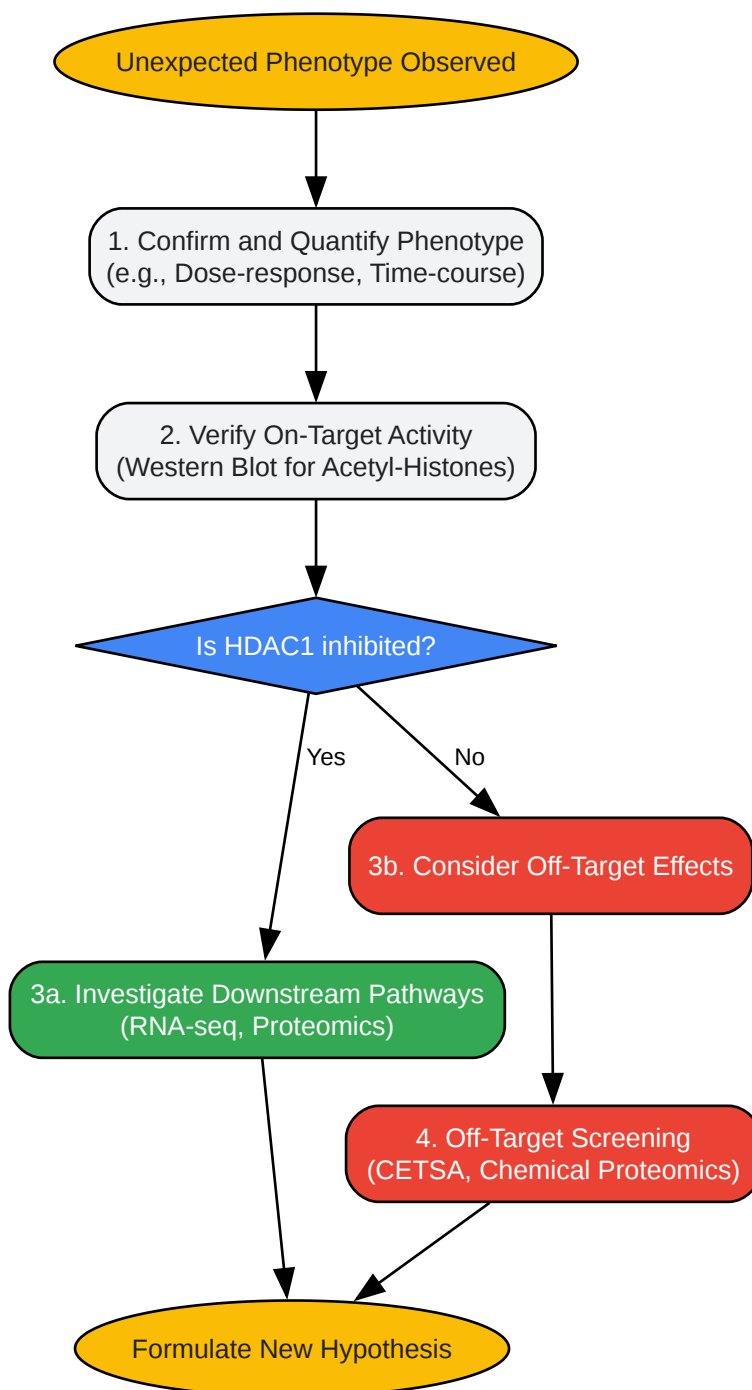 Unexpected Phenotype Observed
1. Confirm and Quantify Phenotype
(e.g., Dose-response, Time-course)
2. Verify On-Target Activity
(Western Blot for Acetyl-Histones)
Is HDAC1 inhibited?
Yes
No
3b. Consider Off-Target Effects
3a. Investigate Downstream Pathways
(RNA-seq, Proteomics)
4. Off-Target Screening
(CETSA, Chemical Proteomics)
Formulate New Hypothesis